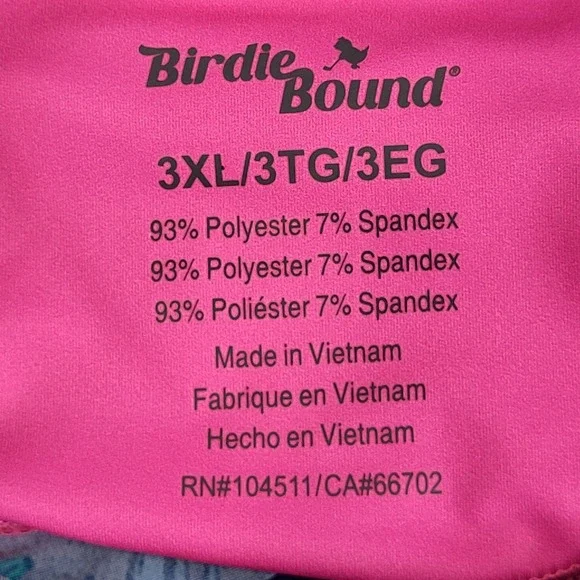 Birdie
Bound®
3XL/3TG/3EG
93% Polyester 7% Spandex
93% Polyester 7% Spandex
93% Poliéster 7% Spandex
Made in Vietnam
Fabrique en Vietnam
Hecho en Vietnam
RN#104511/CA#66702